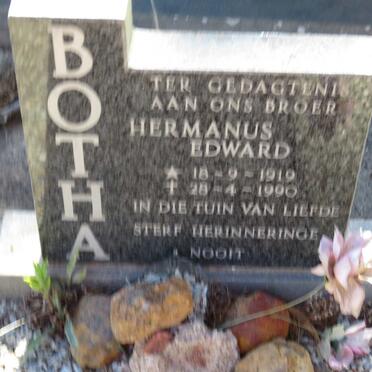 BOTHA
TER GEDAGTENIS
AAN ONS BROER
HERMANUS
EDWARD
★ 18-9-1919
✝ 28-4-1990
IN DIE TUIN VAN LIEFDE
STERF HERINNERINGE
NOOIT